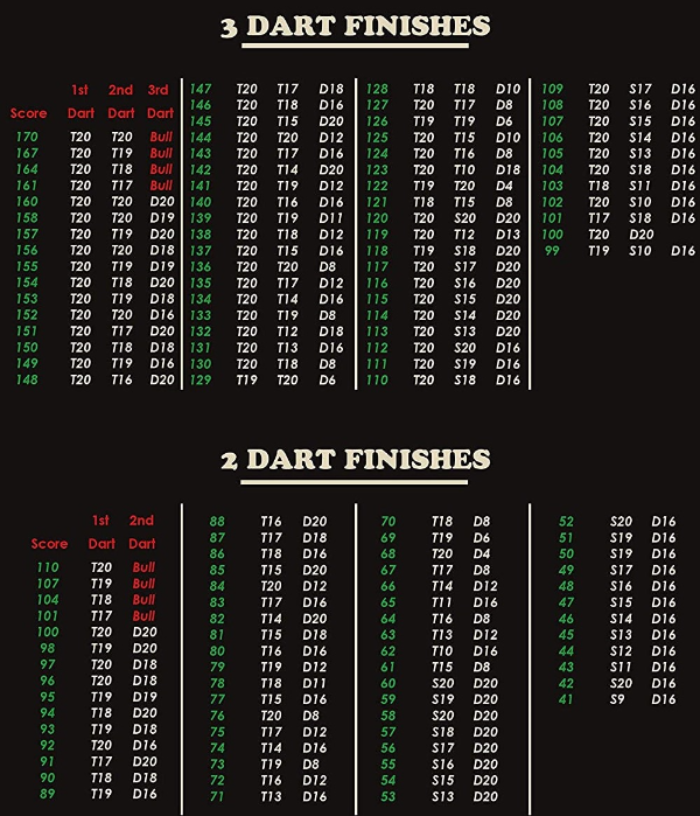 3 DART FINISHES
1st 2nd 3rd
Score Dart Dart Dart
170 T20 T20 Bull
167 T20 T19 Bull
164 T20 T18 Bull
161 T20 T17 Bull
160 T20 T20 D20
158 T20 T20 D19
157 T20 T19 D20
156 T20 T20 D18
155 T20 T19 D19
154 T20 T18 D20
153 T20 T19 D18
152 T20 T20 D16
151 T20 T17 D20
150 T20 T18 D18
149 T20 T19 D16
148 T20 T16 D20
147 T20 T17 D18
146 T20 T18 D16
145 T20 T15 D20
144 T20 T20 D12
143 T20 T17 D16
142 T20 T14 D20
141 T20 T19 D12
140 T20 T16 D16
139 T20 T19 D11
138 T20 T18 D12
137 T20 T15 D16
136 T20 T20 D8
135 T20 T17 D12
134 T20 T14 D16
133 T20 T19 D8
132 T20 T12 D18
131 T20 T13 D16
130 T20 T18 D8
129 T19 T20 D6
128 T18 T18 D10
127 T20 T17 D8
126 T19 T19 D6
125 T20 T15 D10
124 T20 T16 D8
123 T20 T10 D18
122 T19 T20 D4
121 T18 T15 D8
120 T20 S20 D20
119 T20 T12 D13
118 T19 S18 D20
117 T20 S17 D20
116 T20 S16 D20
115 T20 S15 D20
114 T20 S14 D20
113 T20 S13 D20
112 T20 S20 D16
111 T20 S19 D16
110 T20 S18 D16
109 T20 S17 D16
108 T20 S16 D16
107 T20 S15 D16
106 T20 S14 D16
105 T20 S13 D16
104 T20 S18 D16
103 T18 S11 D16
102 T20 S10 D16
101 T17 S18 D16
100 T20 D20
99 T19 S10 D16
2 DART FINISHES
1st 2nd
Score Dart Dart
110 T20 Bull
107 T19 Bull
104 T18 Bull
101 T17 Bull
100 T20 D20
98 T19 D20
97 T20 D18
96 T20 D18
95 T19 D19
94 T18 D20
93 T19 D18
92 T20 D16
91 T17 D20
90 T18 D18
89 T19 D16
88 T16 D20
87 T17 D18
86 T18 D16
85 T15 D20
84 T20 D12
83 T17 D16
82 T14 D20
81 T15 D18
80 T16 D16
79 T19 D12
78 T18 D11
77 T15 D16
76 T20 D8
75 T17 D12
74 T14 D16
73 T19 D8
72 T16 D12
71 T13 D16
70 T18 D8
69 T19 D6
68 T20 D4
67 T17 D8
66 T14 D12
65 T11 D16
64 T16 D8
63 T13 D12
62 T10 D16
61 T15 D8
60 S20 D20
59 S19 D20
58 S20 D20
57 S18 D20
56 S17 D20
55 S16 D20
54 S15 D20
53 S13 D20
52 S20 D16
51 S19 D16
50 S19 D16
49 S17 D16
48 S16 D16
47 S15 D16
46 S14 D16
45 S13 D16
44 S12 D16
43 S11 D16
42 S20 D16
41 S9 D16